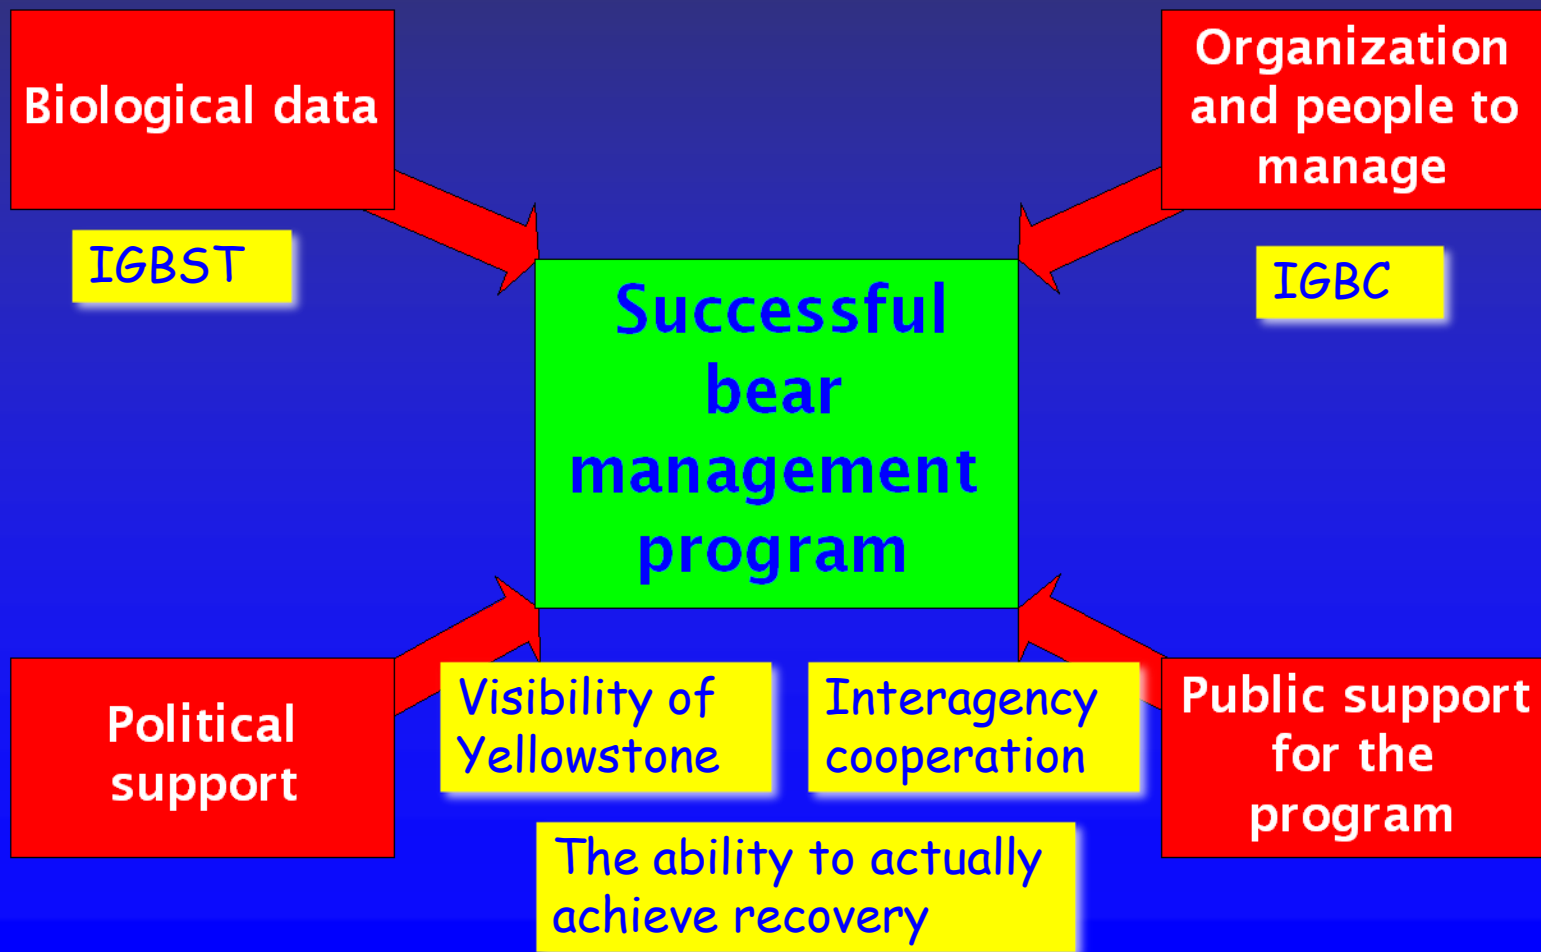 Biological data
IGBST
Organization
and people to
manage
IGBC
Successful
bear
management
program
Political
support
Visibility of
Yellowstone
Interagency
cooperation
Public support
for the
program
The ability to actually
achieve recovery